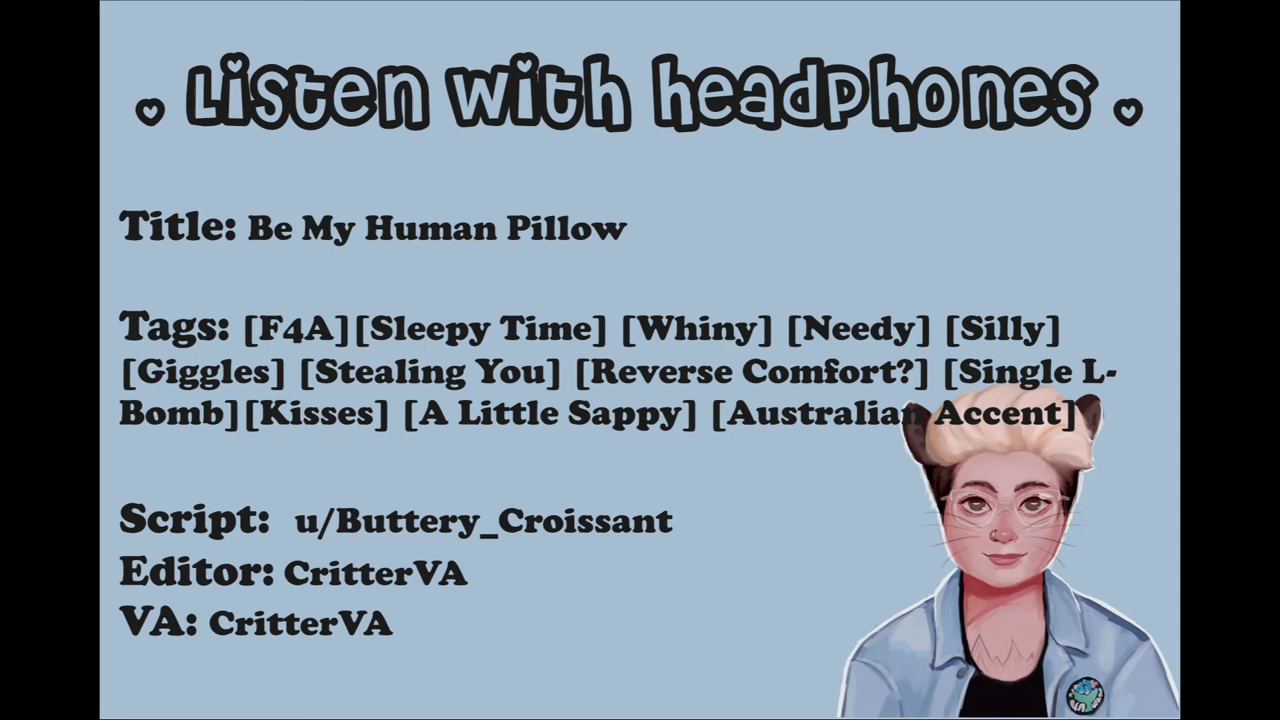 Listen with headphones
Title: Be My Human Pillow
Tags: [F4A][Sleepy Time] [Whiny] [Needy] [Silly]
[Giggles] [Stealing You] [Reverse Comfort?] [Single L-
Bomb][Kisses] [A Little Sappy] [Australian Accent]
Script: u/Buttery_Croissant
Editor: CritterVA
VA: CritterVA